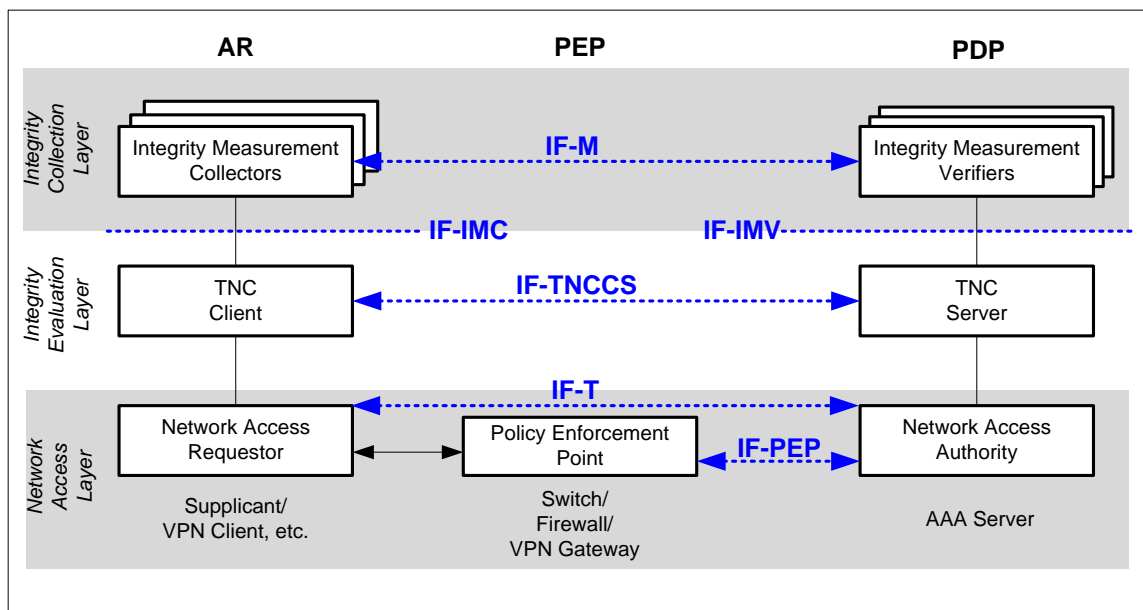 AR
PEP
PDP
Integrity
Collection
Layer
Integrity Measurement
Collectors
IF-M
Integrity Measurement
Verifiers
IF-IMC
IF-IMV
Integrity
Evaluation
Layer
TNC
Client
IF-TNCCS
TNC
Server
Network
Access
Layer
IF-T
Network Access
Requestor
Policy Enforcement
Point
IF-PEP
Network Access
Authority
Supplicant/
VPN Client, etc.
Switch/
Firewall/
VPN Gateway
AAA Server